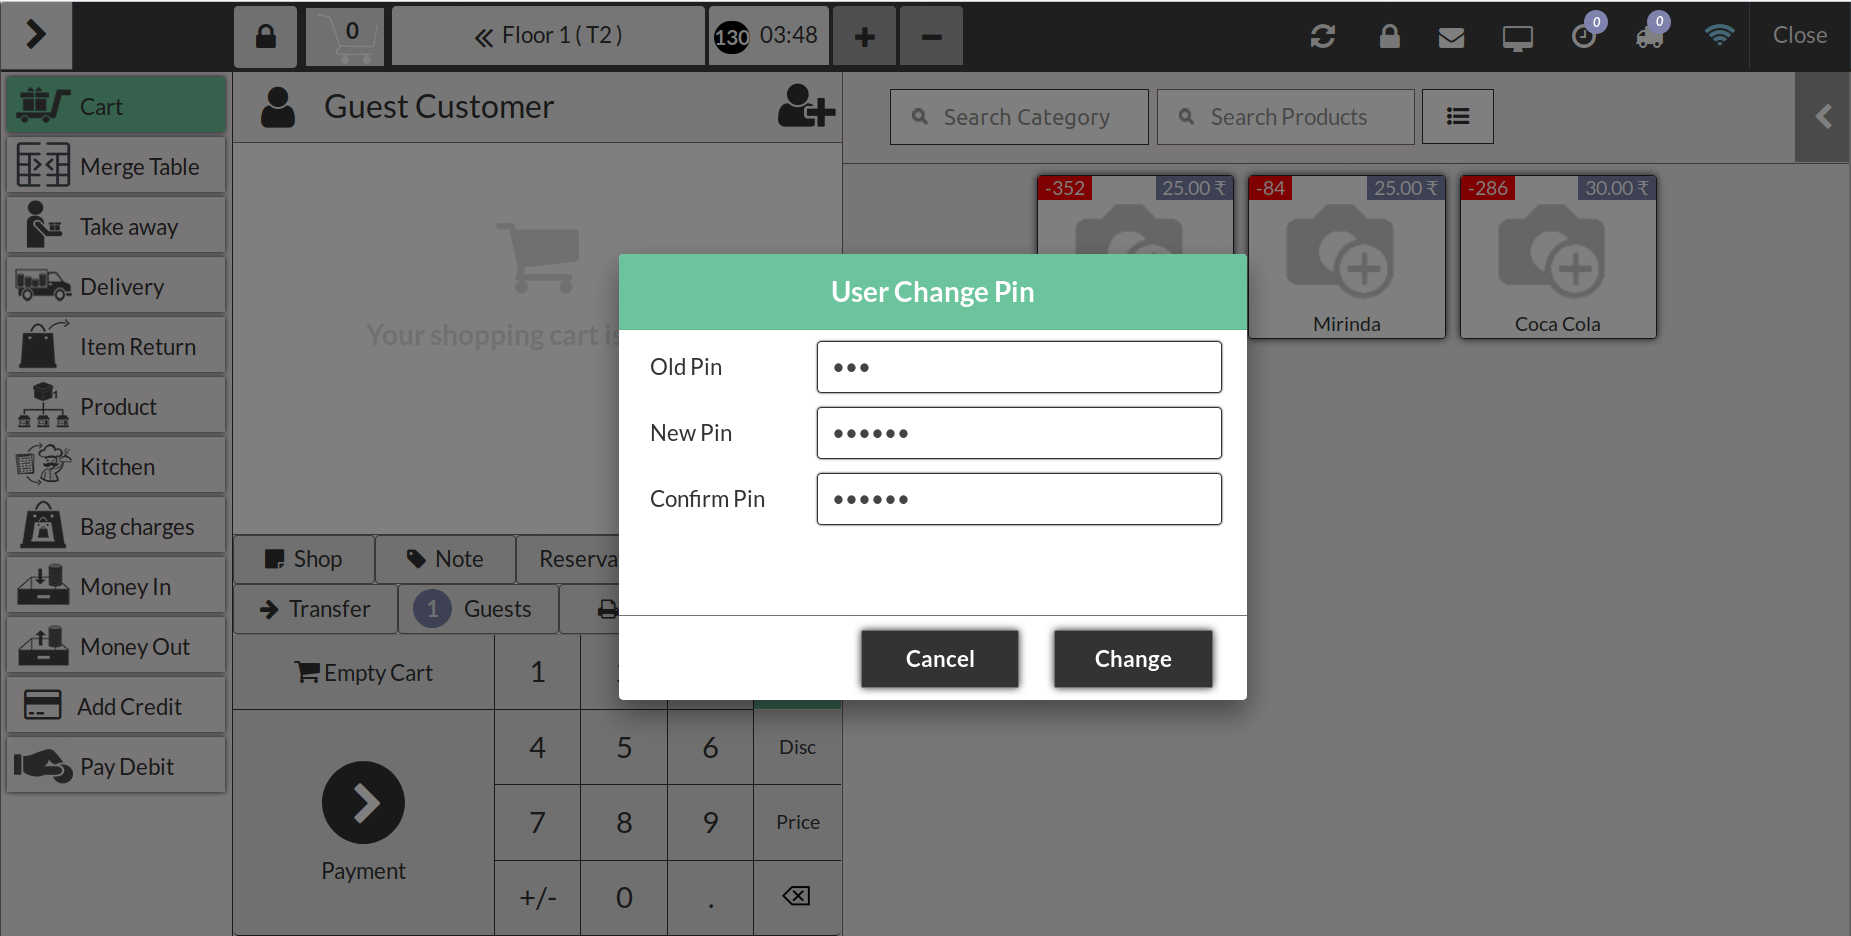 0
Floor 1 ( T2 )
130 03:48
0
0
Close
Cart
Merge Table
Take away
Delivery
Item Return
Product
Kitchen
Bag charges
Money In
Money Out
Add Credit
Pay Debit
Guest Customer
Your shopping cart is
Search Category
Search Products
-352 25.00 ₹
-84 25.00 ₹
Mirinda
-286 30.00 ₹
Coca Cola
User Change Pin
Old Pin •••
New Pin ••••••
Confirm Pin ••••••
Cancel
Change
Shop
Note
Reserva
Transfer
1 Guests
Empty Cart
1
4 5 6 Disc
7 8 9 Price
+/- 0 .
Payment